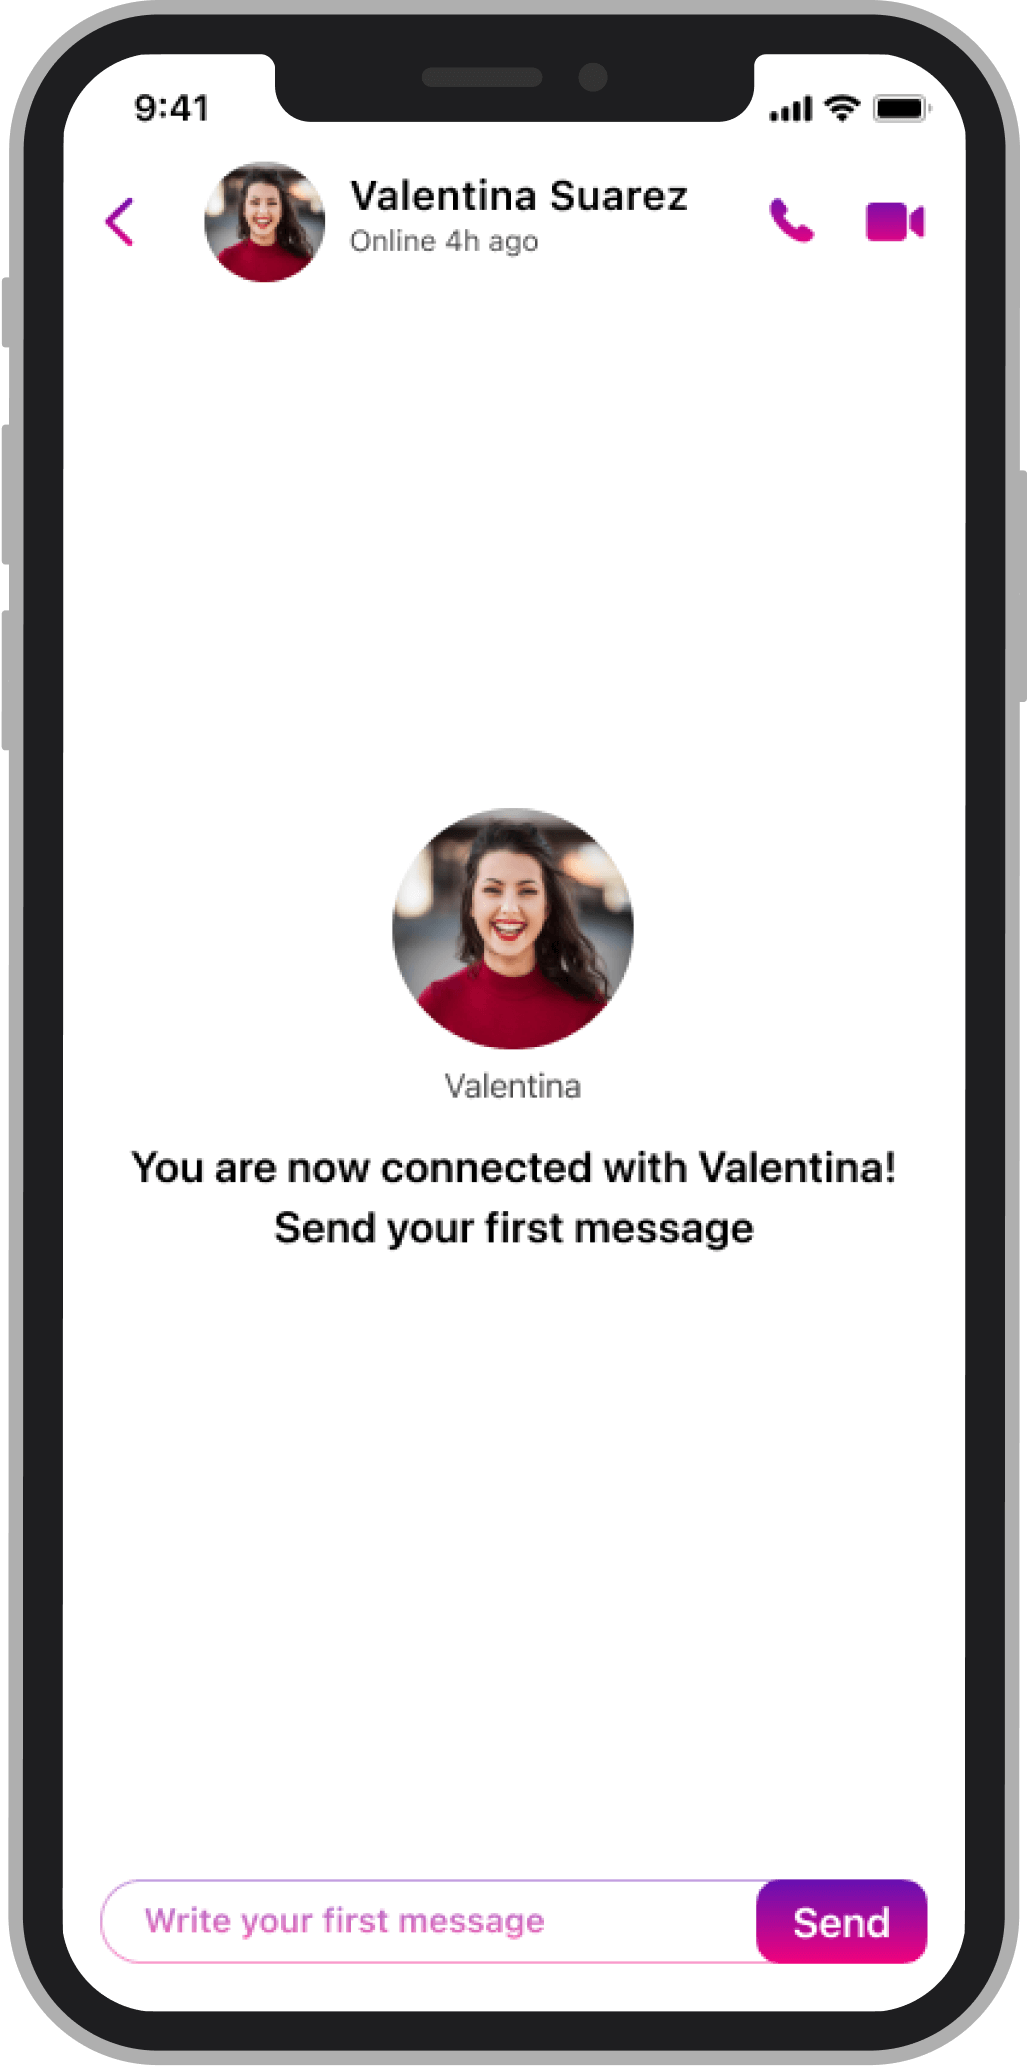 9:41
Valentina Suarez
Online 4h ago
Valentina
You are now connected with Valentina!
Send your first message
Write your first message
Send